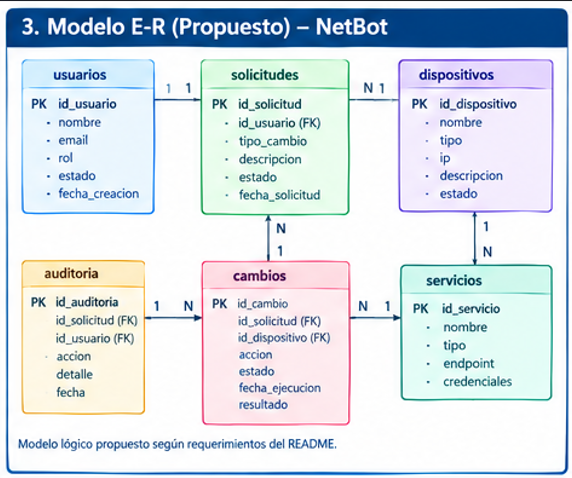 3. Modelo E-R (Propuesto) – NetBot
usuarios
PK id_usuario
nombre
email
rol
estado
fecha_creacion
1 1
solicitudes
PK id_solicitud
id_usuario (FK)
tipo_cambio
descripcion
estado
fecha_solicitud
N 1
dispositivos
PK id_dispositivo
nombre
tipo
ip
descripcion
estado
N
1
1
N
auditoria
PK id_auditoria
id_solicitud (FK)
id_usuario (FK)
accion
detalle
fecha
1 N
cambios
PK id_cambio
id_solicitud (FK)
id_dispositivo (FK)
accion
estado
fecha_ejecucion
resultado
N 1
servicios
PK id_servicio
nombre
tipo
endpoint
credenciales
Modelo lógico propuesto según requerimientos del README.